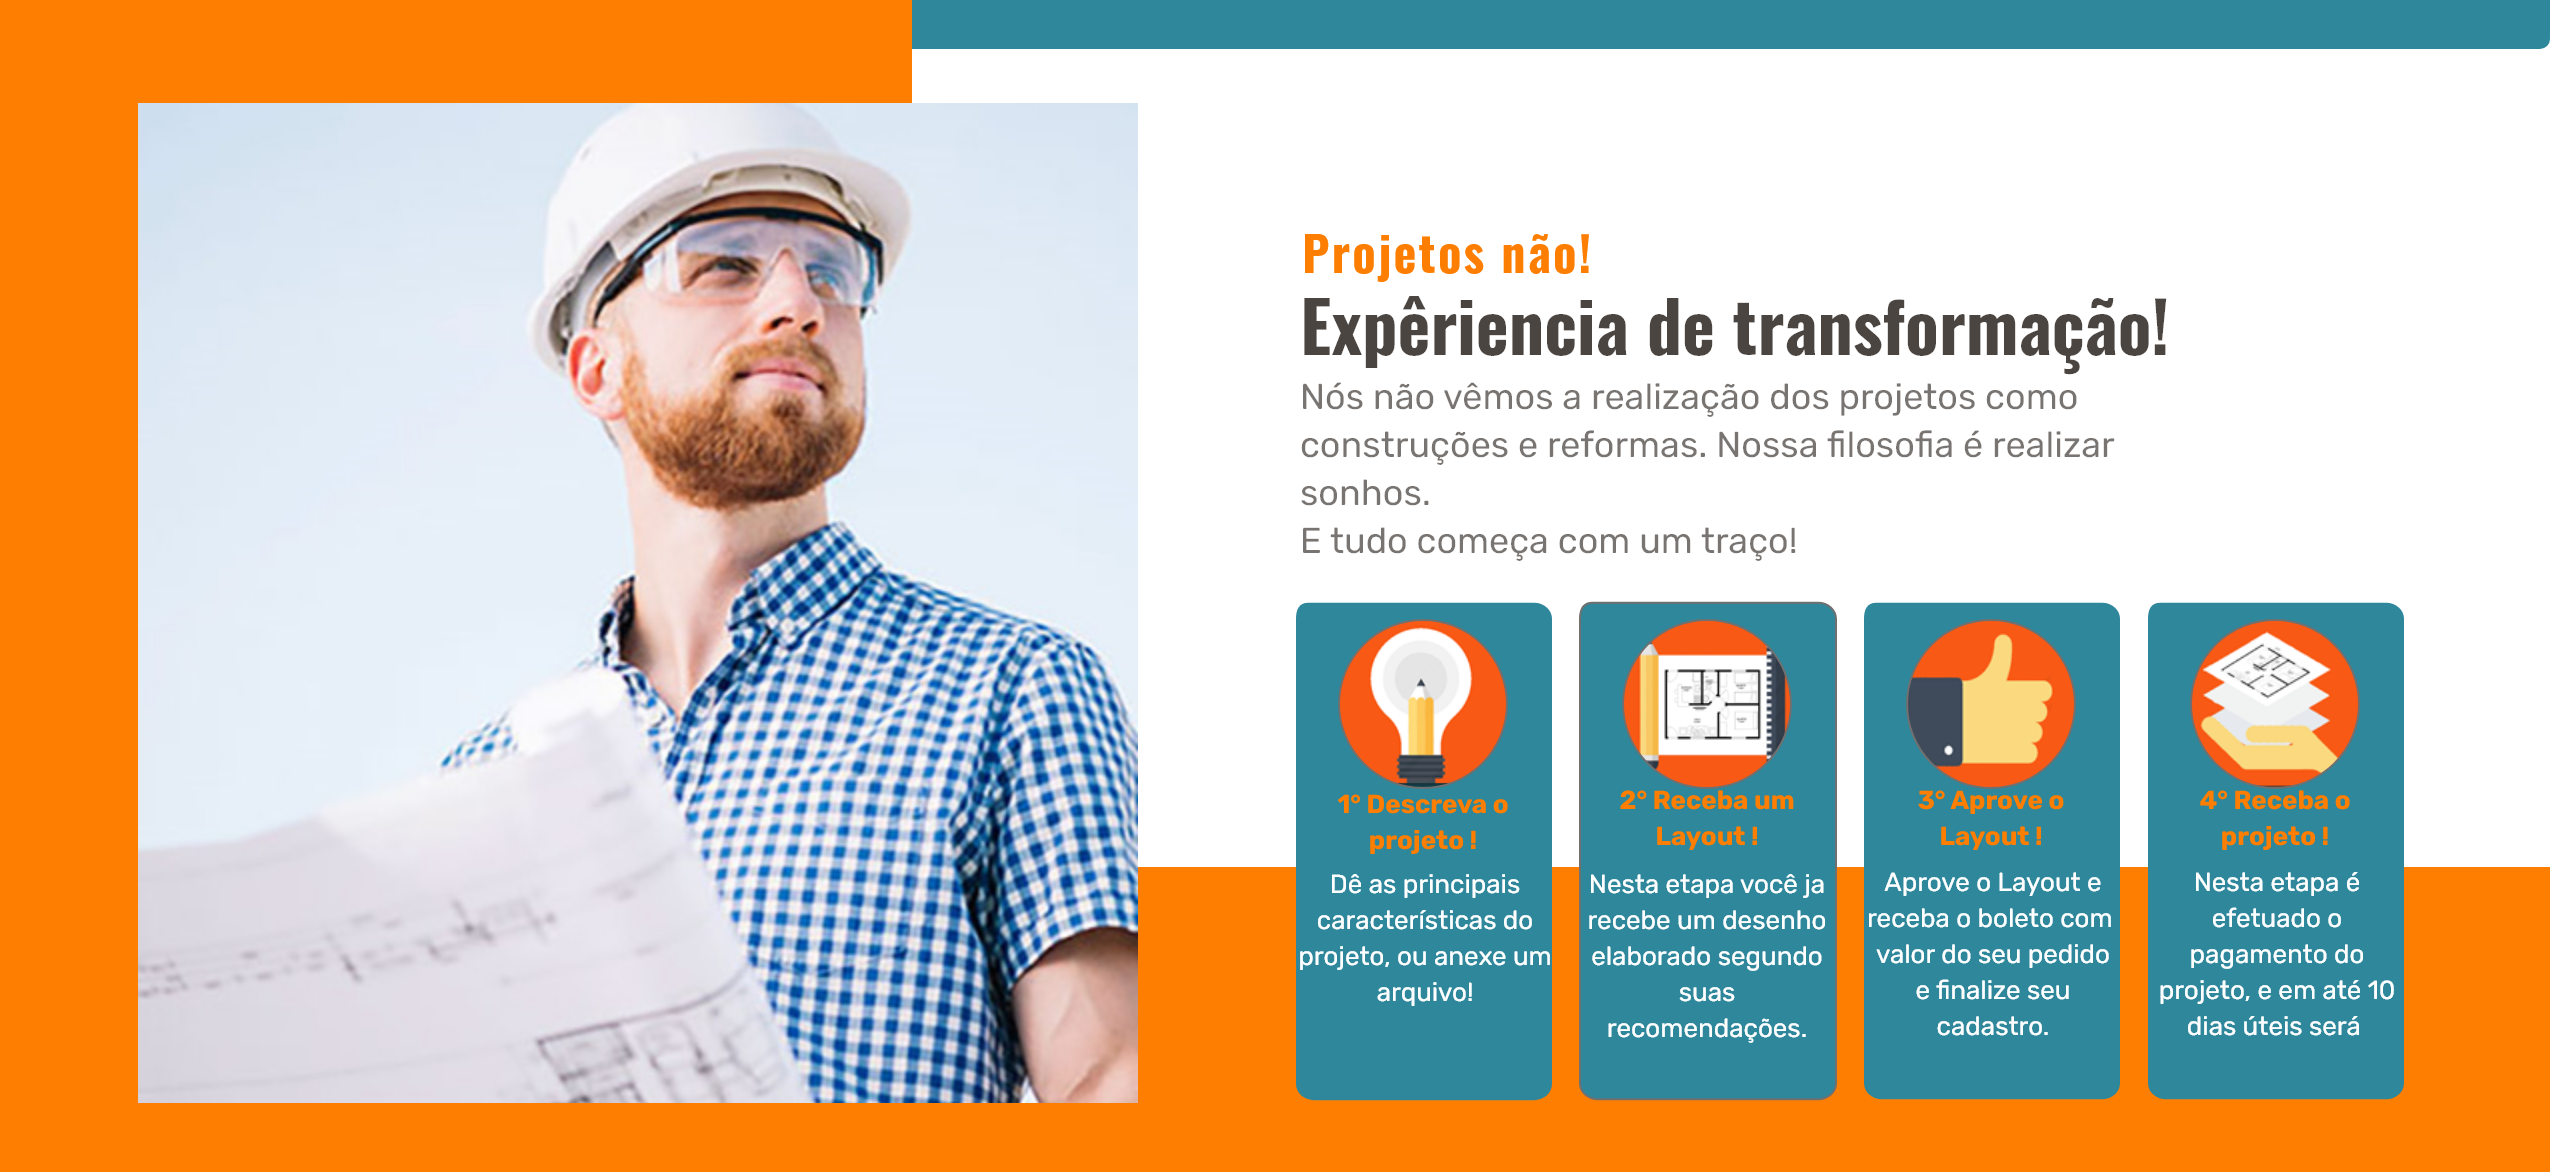 Projetos não!
Expêriencia de transformação!
Nós não vêmos a realização dos projetos como
construções e reformas. Nossa filosofia é realizar
sonhos.
E tudo começa com um traço!
1° Descreva o
projeto !
Dê as principais
características do
projeto, ou anexe um
arquivo!
2° Receba um
Layout !
Nesta etapa você ja
recebe um desenho
elaborado segundo
suas
recomendações.
3° Aprove o
Layout !
Aprove o Layout e
receba o boleto com
valor do seu pedido
e finalize seu
cadastro.
4° Receba o
projeto !
Nesta etapa é
efetuado o
pagamento do
projeto, e em até 10
dias úteis será